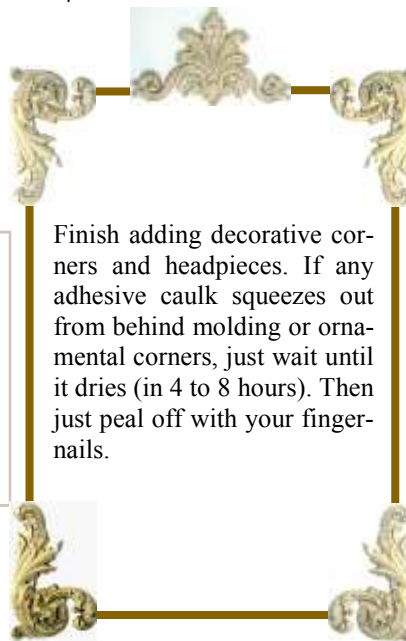 Finish adding decorative cor-
ners and headpieces. If any
adhesive caulk squeezes out
from behind molding or orna-
mental corners, just wait until
it dries (in 4 to 8 hours). Then
just peal off with your finger-
nails.